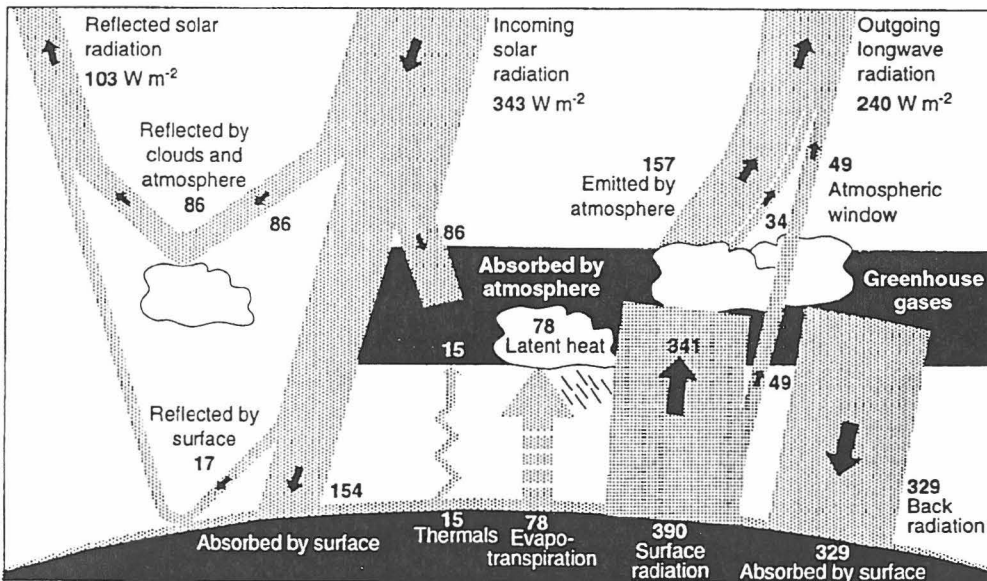 Reflected solar
radiation
103 W m-2
Incoming
solar
radiation
343 W m-2
Outgoing
longwave
radiation
240 W m-2
Reflected by
clouds and
atmosphere
86
86
157
Emitted by
atmosphere
49
Atmospheric
window
34
86
Absorbed by
atmosphere
Greenhouse
gases
78
Latent heat
15
341
49
Reflected by
surface
17
154
329
Back
radiation
Absorbed by surface
15
Thermals
78
Evapo-
transpiration
390
Surface
radiation
329
Absorbed by surface